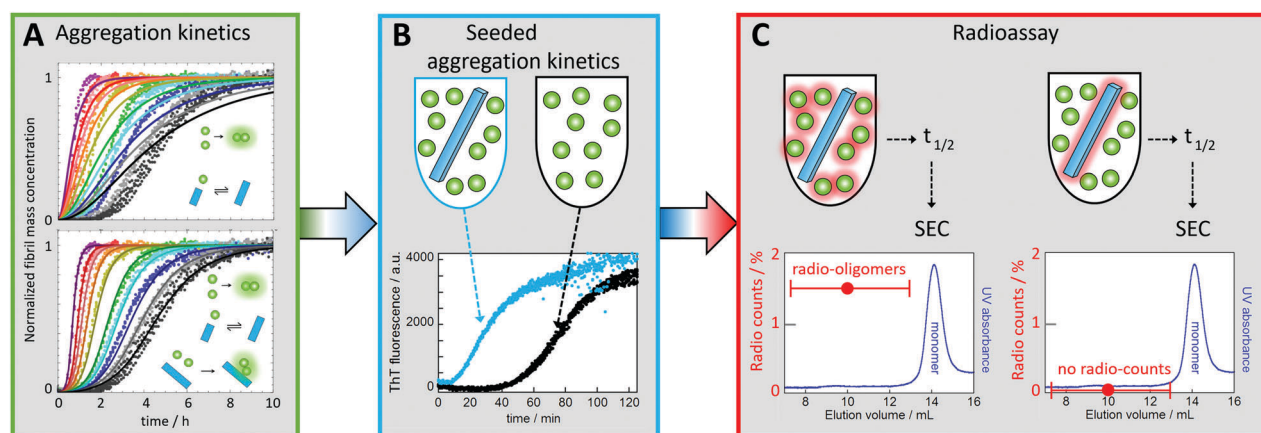 A Aggregation kinetics
Normalized fibril mass concentration
1
0
1
0
0 2 4 6 8 10
time / h
B Seeded
aggregation kinetics
ThT fluorescence / a.u.
4000
2000
0
0 20 40 60 80 100 120
time / min
C Radioassay
t1/2
SEC
Radio counts / %
2
1
0
radio-oligomers
monomer
UV absorbance
8 10 12 14 16
Elution volume / mL
t1/2
SEC
Radio counts / %
2
1
0
no radio-counts
monomer
UV absorbance
8 10 12 14 16
Elution volume / mL